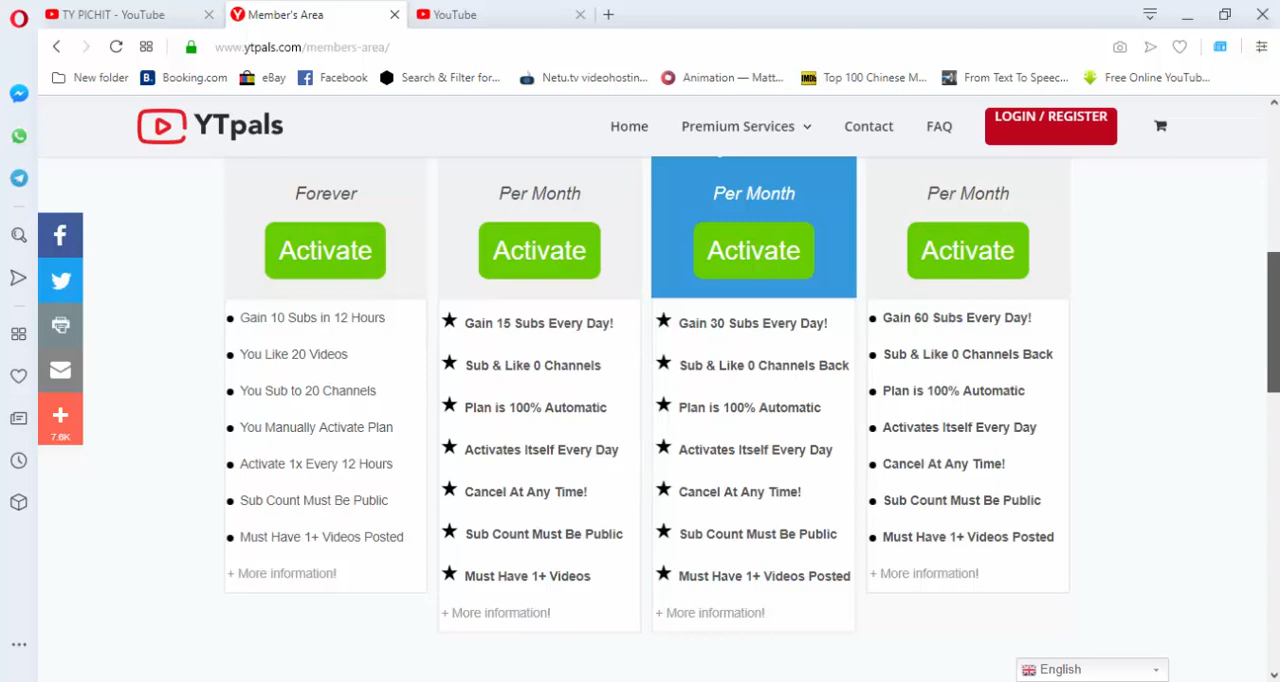 TY PICHIT - YouTube
Member's Area
YouTube
www.ytpals.com/members-area/
New folder
Booking.com
eBay
Facebook
Search & Filter for...
Netu.tv videohostin...
Animation — Matt...
Top 100 Chinese M...
From Text To Speec...
Free Online YouTub...
YTpals
Home
Premium Services
Contact
FAQ
LOGIN / REGISTER
Forever
Activate
Gain 10 Subs in 12 Hours
You Like 20 Videos
You Sub to 20 Channels
You Manually Activate Plan
Activate 1x Every 12 Hours
Sub Count Must Be Public
Must Have 1+ Videos Posted
+ More information!
Per Month
Activate
Gain 15 Subs Every Day!
Sub & Like 0 Channels
Plan is 100% Automatic
Activates Itself Every Day
Cancel At Any Time!
Sub Count Must Be Public
Must Have 1+ Videos
+ More information!
Per Month
Activate
Gain 30 Subs Every Day!
Sub & Like 0 Channels Back
Plan is 100% Automatic
Activates Itself Every Day
Cancel At Any Time!
Sub Count Must Be Public
Must Have 1+ Videos Posted
+ More information!
Per Month
Activate
Gain 60 Subs Every Day!
Sub & Like 0 Channels Back
Plan is 100% Automatic
Activates Itself Every Day
Cancel At Any Time!
Sub Count Must Be Public
Must Have 1+ Videos Posted
+ More information!
7.6K
English